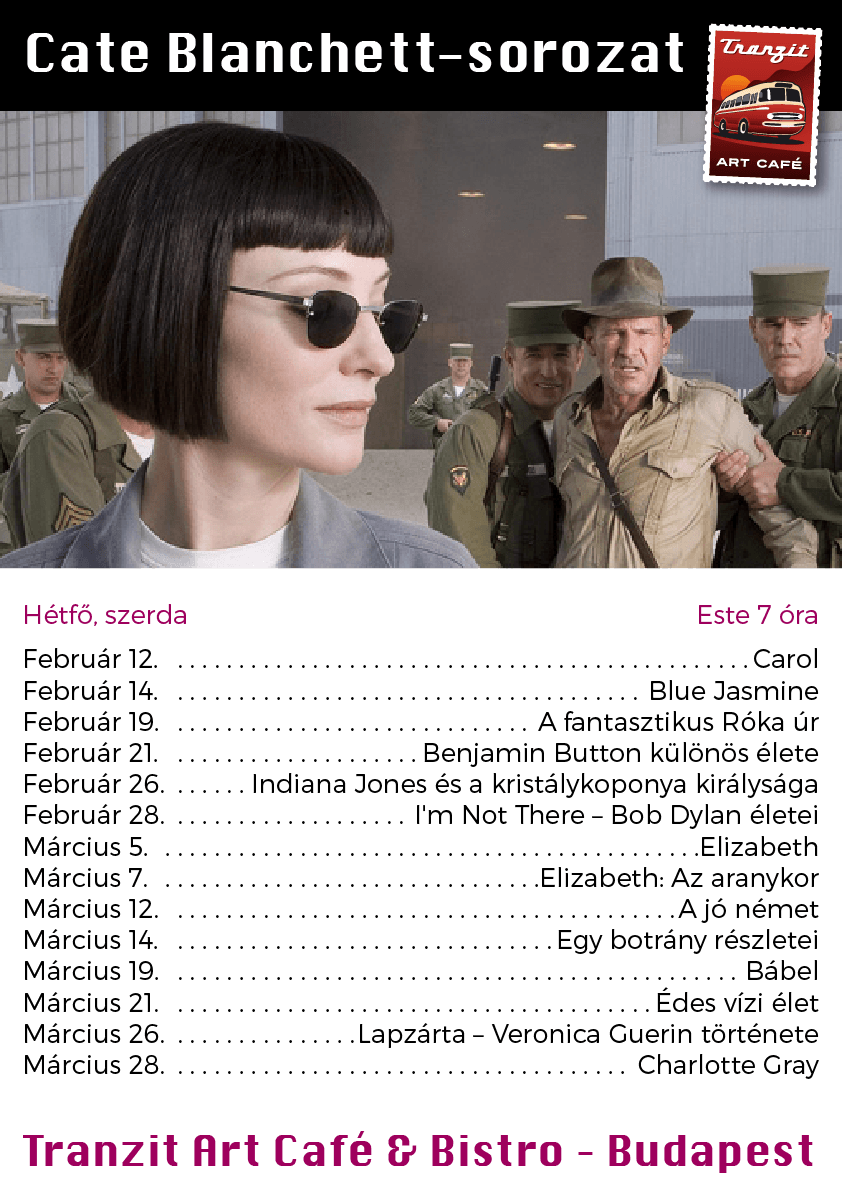 Cate Blanchett-sorozat
Tranzit
ART CAFÉ
Hétfő, szerda Este 7 óra
Február 12. . . . . . . . . . . . . . . . . . . . . . . . . . . . . . . . . . . . . . . . . . . . . . . . Carol
Február 14. . . . . . . . . . . . . . . . . . . . . . . . . . . . . . . . . . . . . . . Blue Jasmine
Február 19. . . . . . . . . . . . . . . . . . . . . . . . . . . . . . A fantasztikus Róka úr
Február 21. . . . . . . . . . . . . . . . . . . . . Benjamin Button különös élete
Február 26. . . . . . . Indiana Jones és a kristálykoponya királysága
Február 28. . . . . . . . . . . . . . . . . . . . I'm Not There – Bob Dylan életei
Március 5. . . . . . . . . . . . . . . . . . . . . . . . . . . . . . . . . . . . . . . . . . . . .Elizabeth
Március 7. . . . . . . . . . . . . . . . . . . . . . . . . . . . . . . .Elizabeth: Az aranykor
Március 12. . . . . . . . . . . . . . . . . . . . . . . . . . . . . . . . . . . . . . . . . . A jó német
Március 14. . . . . . . . . . . . . . . . . . . . . . . . . . . . . . . . Egy botrány részletei
Március 19. . . . . . . . . . . . . . . . . . . . . . . . . . . . . . . . . . . . . . . . . . . . . . . Bábel
Március 21. . . . . . . . . . . . . . . . . . . . . . . . . . . . . . . . . . . . . . . . Édes vízi élet
Március 26. . . . . . . . . . . . . . . .Lapzárta – Veronica Guerin története
Március 28. . . . . . . . . . . . . . . . . . . . . . . . . . . . . . . . . . . . . . Charlotte Gray
Tranzit Art Café & Bistro - Budapest